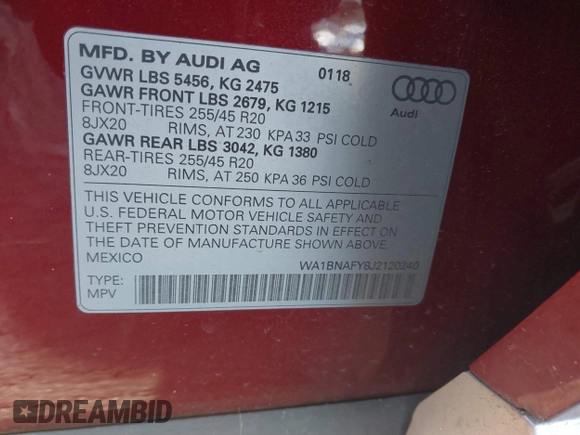 MFD. BY AUDI AG 0118
GVWR LBS 5456, KG 2475
GAWR FRONT LBS 2679, KG 1215
FRONT-TIRES 255/45 R20
8JX20 RIMS, AT 230 KPA 33 PSI COLD
GAWR REAR LBS 3042, KG 1380
REAR-TIRES 255/45 R20
8JX20 RIMS, AT 250 KPA 36 PSI COLD
Audi
THIS VEHICLE CONFORMS TO ALL APPLICABLE
U.S. FEDERAL MOTOR VEHICLE SAFETY AND
THEFT PREVENTION STANDARDS IN EFFECT ON
THE DATE OF MANUFACTURE SHOWN ABOVE.
MEXICO WA1BNAFY8J2120240
TYPE:
MPV
DREAMBID